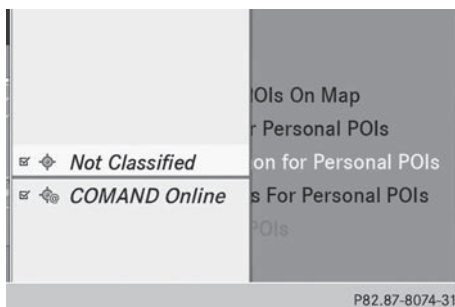 OIs On Map
r Personal POIs
Not Classified
on for Personal POIs
COMAND Online
s For Personal POIs
POIs
P82.87-8074-31